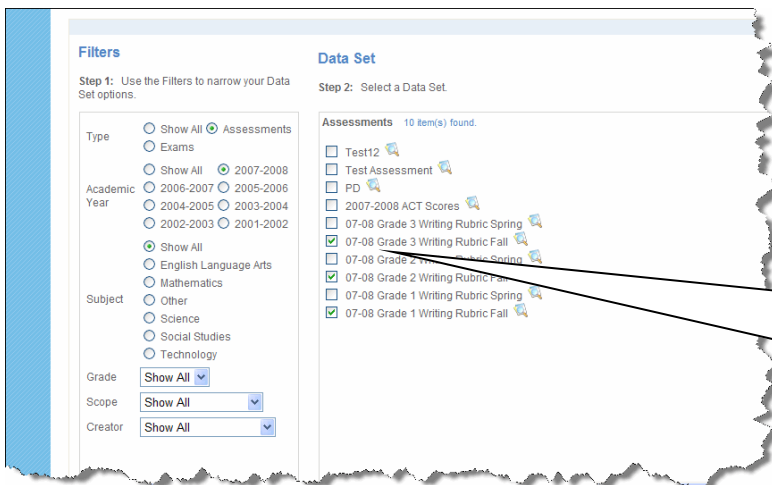 Filters
Step 1: Use the Filters to narrow your Data
Set options.
Type
Show All
Assessments
Exams
Academic
Year
Show All
2007-2008
2006-2007
2005-2006
2004-2005
2003-2004
2002-2003
2001-2002
Subject
Show All
English Language Arts
Mathematics
Other
Science
Social Studies
Technology
Grade
Show All
Scope
Show All
Creator
Show All
Data Set
Step 2: Select a Data Set.
Assessments 10 item(s) found.
Test12
Test Assessment
PD
2007-2008 ACT Scores
07-08 Grade 3 Writing Rubric Spring
07-08 Grade 3 Writing Rubric Fall
07-08 Grade 2 Writing Rubric Spring
07-08 Grade 2 Writing Rubric Fall
07-08 Grade 1 Writing Rubric Spring
07-08 Grade 1 Writing Rubric Fall